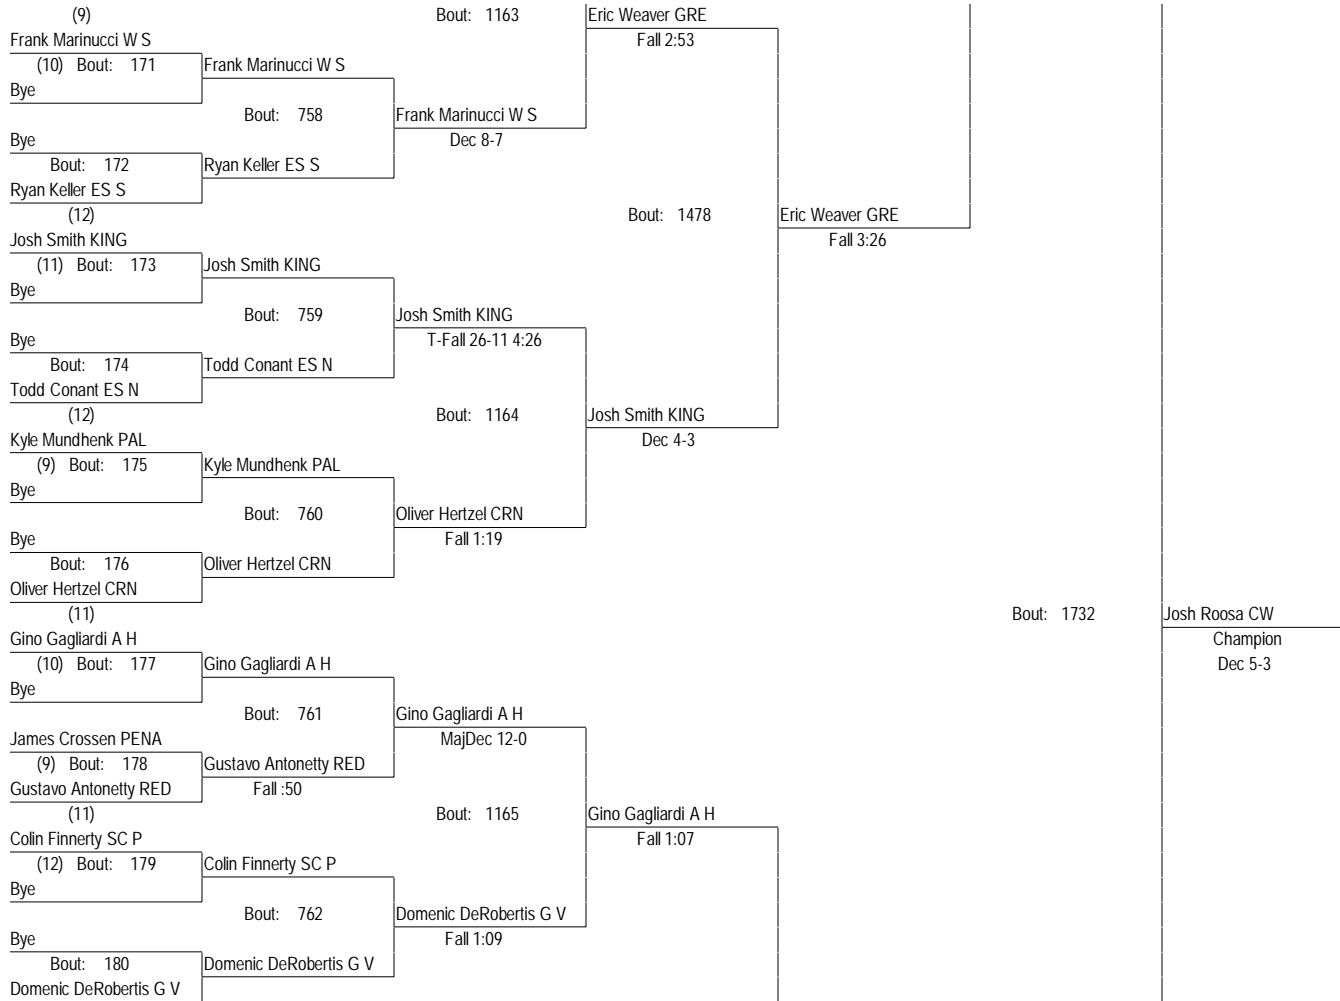 (9) Bout: 1163 Eric Weaver GRE
Frank Marinucci W S Fall 2:53
(10) Bout: 171 Frank Marinucci W S
Bye
Bout: 758 Frank Marinucci W S
Bye Dec 8-7
Bout: 172 Ryan Keller ES S
Ryan Keller ES S
(12) Bout: 1478 Eric Weaver GRE
Josh Smith KING Fall 3:26
(11) Bout: 173 Josh Smith KING
Bye
Bout: 759 Josh Smith KING
Bye T-Fall 26-11 4:26
Bout: 174 Todd Conant ES N
Todd Conant ES N
(12) Bout: 1164 Josh Smith KING
Kyle Mundhenk PAL Dec 4-3
(9) Bout: 175 Kyle Mundhenk PAL
Bye
Bout: 760 Oliver Hertzel CRN
Bye Fall 1:19
Bout: 176 Oliver Hertzel CRN
Oliver Hertzel CRN
(11) Bout: 1732 Josh Roosa CW
Gino Gagliardi A H Champion
(10) Bout: 177 Gino Gagliardi A H Dec 5-3
Bye
Bout: 761 Gino Gagliardi A H
James Crossen PENA MajDec 12-0
(9) Bout: 178 Gustavo Antonetty RED
Gustavo Antonetty RED Fall :50
(11) Bout: 1165 Gino Gagliardi A H
Colin Finnerty SC P Fall 1:07
(12) Bout: 179 Colin Finnerty SC P
Bye
Bout: 762 Domenic DeRobertis G V
Bye Fall 1:09
Bout: 180 Domenic DeRobertis G V
Domenic DeRobertis G V